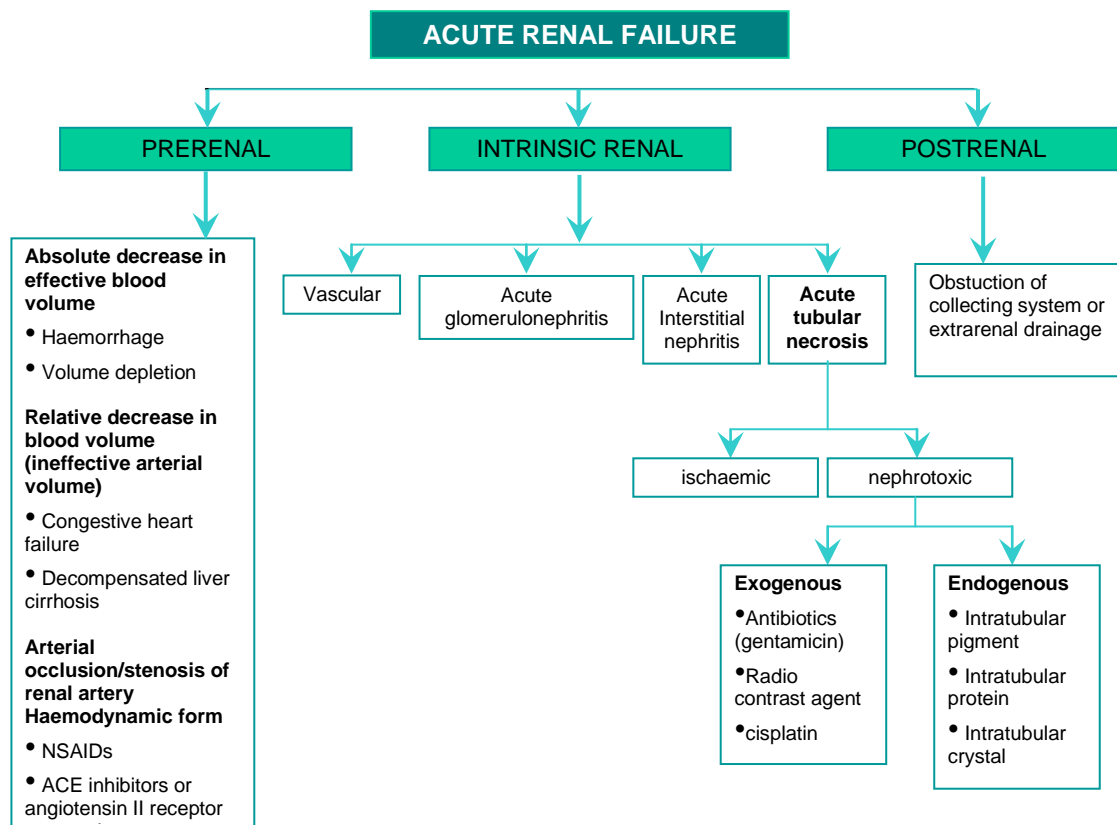 ACUTE RENAL FAILURE
PRERENAL
INTRINSIC RENAL
POSTRENAL
Absolute decrease in
effective blood
volume
• Haemorrhage
• Volume depletion
Relative decrease in
blood volume
(ineffective arterial
volume)
• Congestive heart
failure
• Decompensated liver
cirrhosis
Arterial
occlusion/stenosis of
renal artery
Haemodynamic form
• NSAIDs
• ACE inhibitors or
angiotensin II receptor
Vascular
Acute
glomerulonephritis
Acute
Interstitial
nephritis
Acute
tubular
necrosis
Obstuction of
collecting system or
extrarenal drainage
ischaemic
nephrotoxic
Exogenous
•Antibiotics
(gentamicin)
•Radio
contrast agent
•cisplatin
Endogenous
• Intratubular
pigment
• Intratubular
protein
• Intratubular
crystal